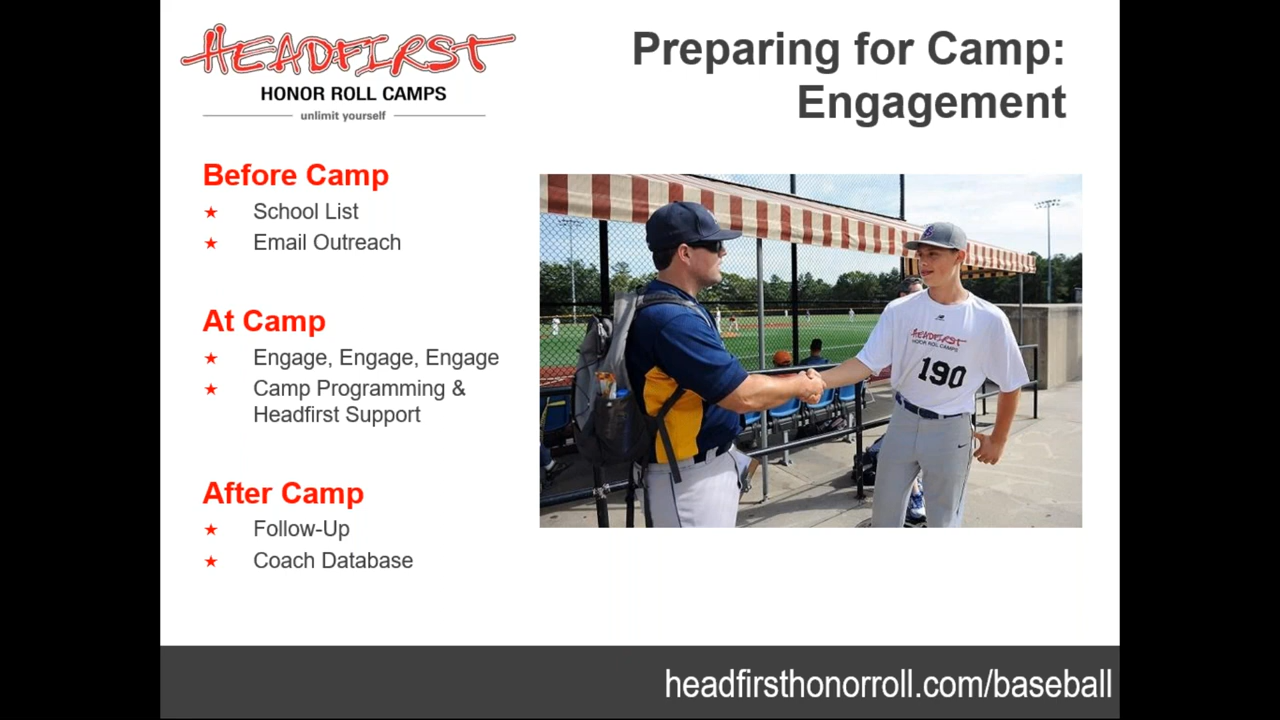 HEADFIRST
HONOR ROLL CAMPS
unlimit yourself
Preparing for Camp:
Engagement
Before Camp
★ School List
★ Email Outreach
At Camp
★ Engage, Engage, Engage
★ Camp Programming &
Headfirst Support
After Camp
★ Follow-Up
★ Coach Database
HEADFIRST
HONOR ROLL CAMPS
190
headfirsthonorroll.com/baseball